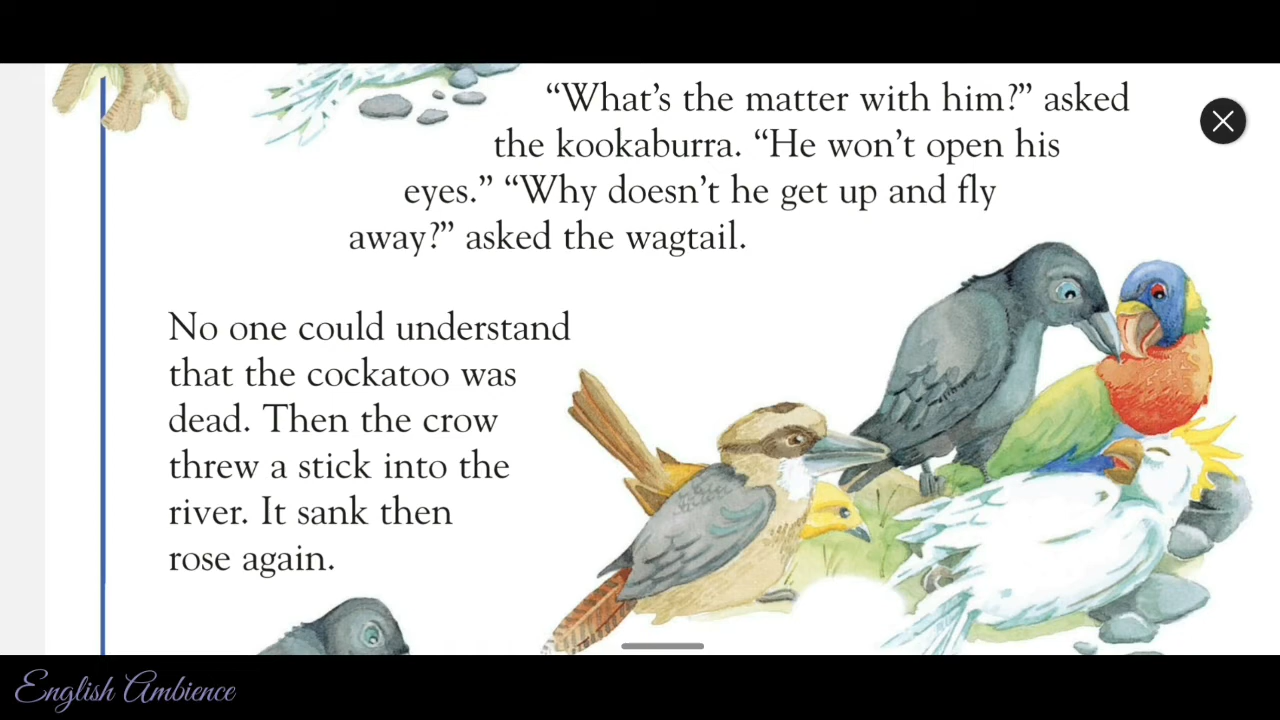 “What’s the matter with him?” asked
the kookaburra. “He won’t open his
eyes.” “Why doesn’t he get up and fly
away?” asked the wagtail.
No one could understand
that the cockatoo was
dead. Then the crow
threw a stick into the
river. It sank then
rose again.
English Ambience